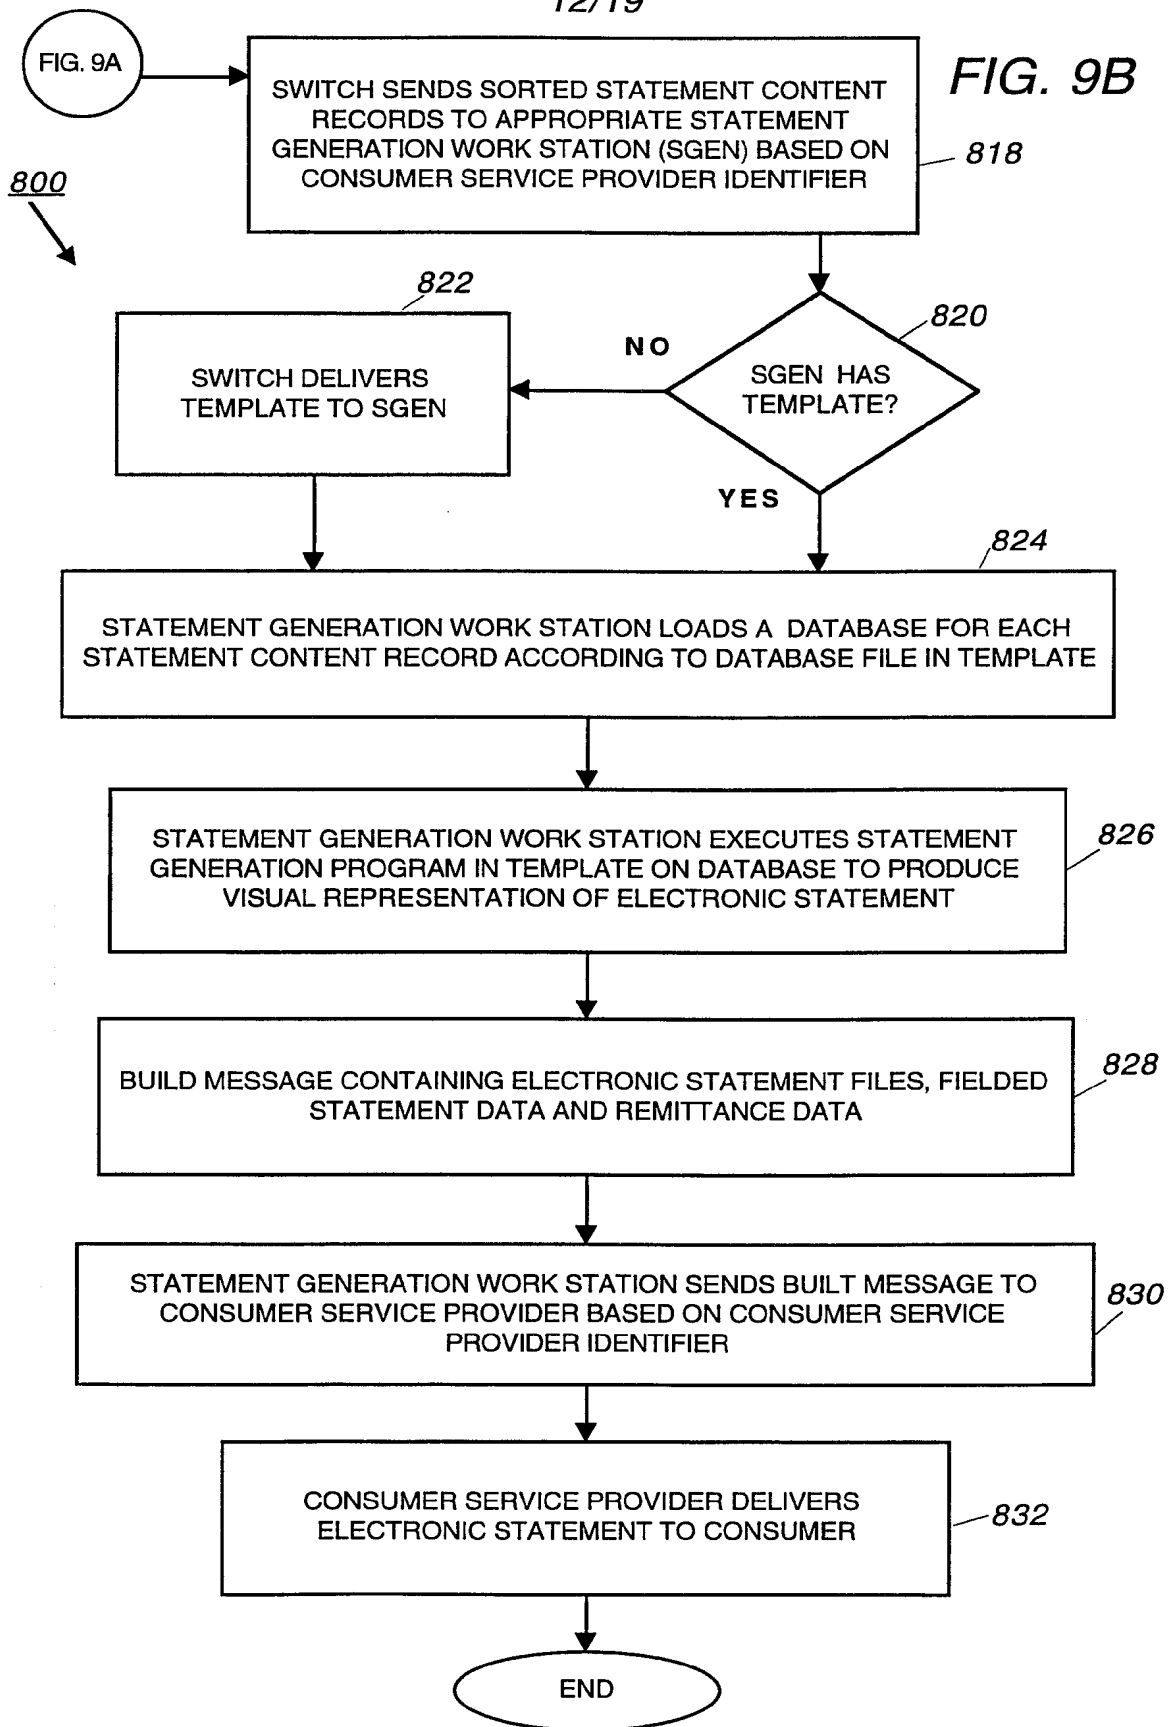 12/19
FIG. 9A
FIG. 9B
SWITCH SENDS SORTED STATEMENT CONTENT
RECORDS TO APPROPRIATE STATEMENT
GENERATION WORK STATION (SGEN) BASED ON
CONSUMER SERVICE PROVIDER IDENTIFIER
818
800
822
820
NO
SWITCH DELIVERS
TEMPLATE TO SGEN
SGEN HAS
TEMPLATE?
YES
824
STATEMENT GENERATION WORK STATION LOADS A DATABASE FOR EACH
STATEMENT CONTENT RECORD ACCORDING TO DATABASE FILE IN TEMPLATE
STATEMENT GENERATION WORK STATION EXECUTES STATEMENT
GENERATION PROGRAM IN TEMPLATE ON DATABASE TO PRODUCE
VISUAL REPRESENTATION OF ELECTRONIC STATEMENT
826
BUILD MESSAGE CONTAINING ELECTRONIC STATEMENT FILES, FIELDED
STATEMENT DATA AND REMITTANCE DATA
828
STATEMENT GENERATION WORK STATION SENDS BUILT MESSAGE TO
CONSUMER SERVICE PROVIDER BASED ON CONSUMER SERVICE
PROVIDER IDENTIFIER
830
CONSUMER SERVICE PROVIDER DELIVERS
ELECTRONIC STATEMENT TO CONSUMER
832
END